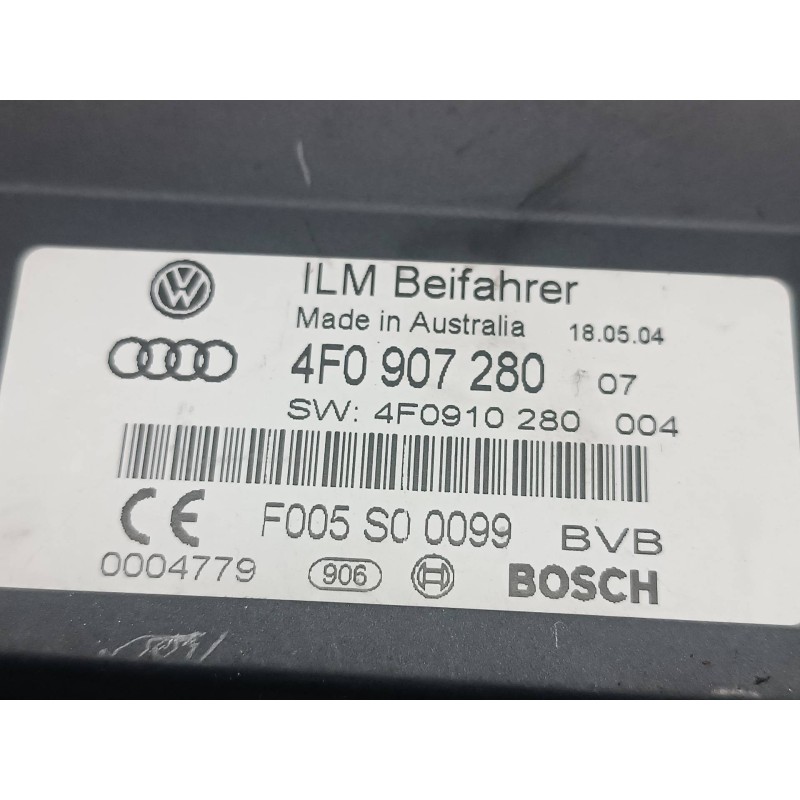 ILM Beifahrer
Made in Australia 18.05.04
4F0 907 280 07
SW: 4F0910 280 004
CE F005 S0 0099 BVB
0004779 906 BOSCH